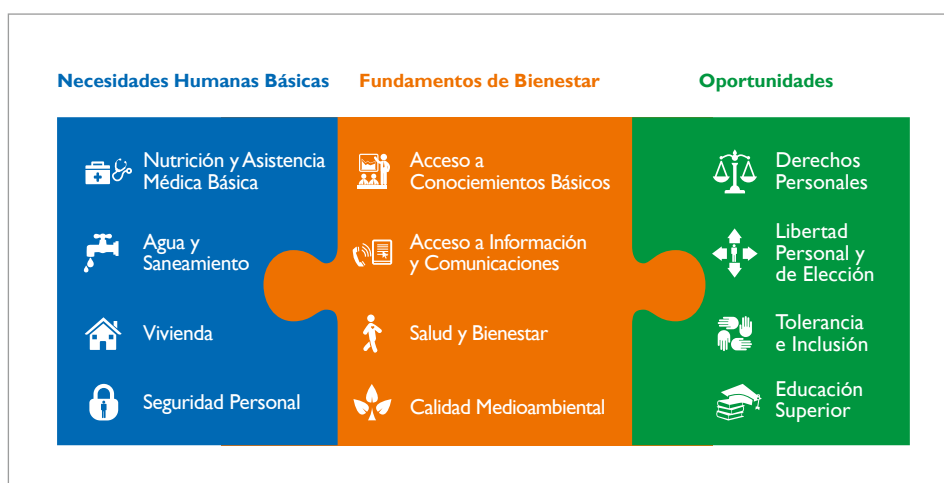 Necesidades Humanas Básicas
Fundamentos de Bienestar
Oportunidades
Nutrición y Asistencia
Médica Básica
Agua y
Saneamiento
Vivienda
Seguridad Personal
Acceso a
Conociemientos Básicos
Acceso a Información
y Comunicaciones
Salud y Bienestar
Calidad Medioambiental
Derechos
Personales
Libertad
Personal y
de Elección
Tolerancia
e Inclusión
Educación
Superior